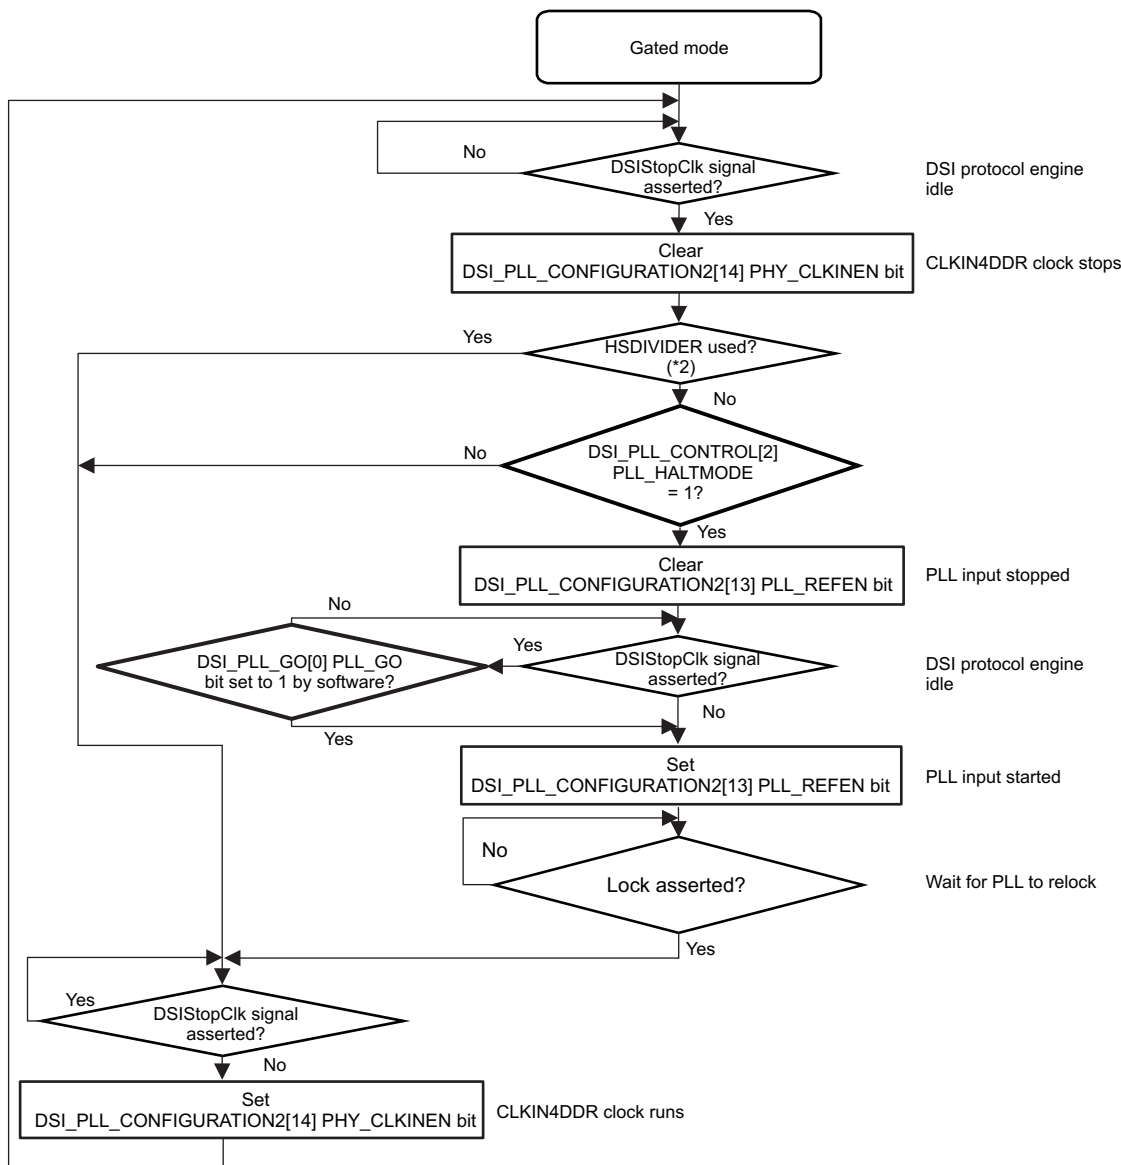 Gated mode
No
DSIStopClk signal
asserted?
DSI protocol engine
idle
Yes
Clear
DSI_PLL_CONFIGURATION2[14] PHY_CLKINEN bit
CLKIN4DDR clock stops
Yes
HSDIVIDER used?
(*2)
No
No
DSI_PLL_CONTROL[2]
PLL_HALTMODE
= 1?
Yes
Clear
DSI_PLL_CONFIGURATION2[13] PLL_REFEN bit
PLL input stopped
No
DSI_PLL_GO[0] PLL_GO
bit set to 1 by software?
Yes
DSIStopClk signal
asserted?
DSI protocol engine
idle
No
Yes
Set
DSI_PLL_CONFIGURATION2[13] PLL_REFEN bit
PLL input started
No
Lock asserted?
Wait for PLL to relock
Yes
Yes
DSIStopClk signal
asserted?
No
Set
DSI_PLL_CONFIGURATION2[14] PHY_CLKINEN bit
CLKIN4DDR clock runs